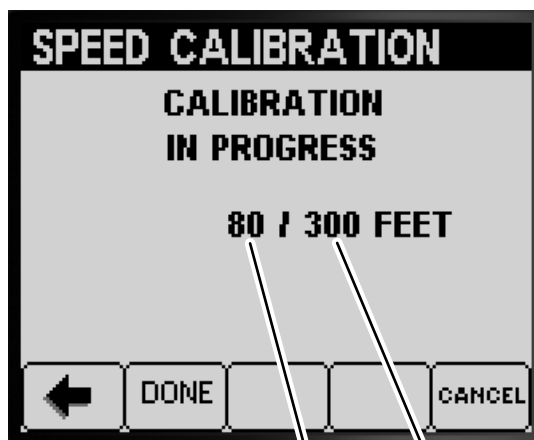 SPEED CALIBRATION
CALIBRATION
IN PROGRESS
80 / 300 FEET
DONE
CANCEL